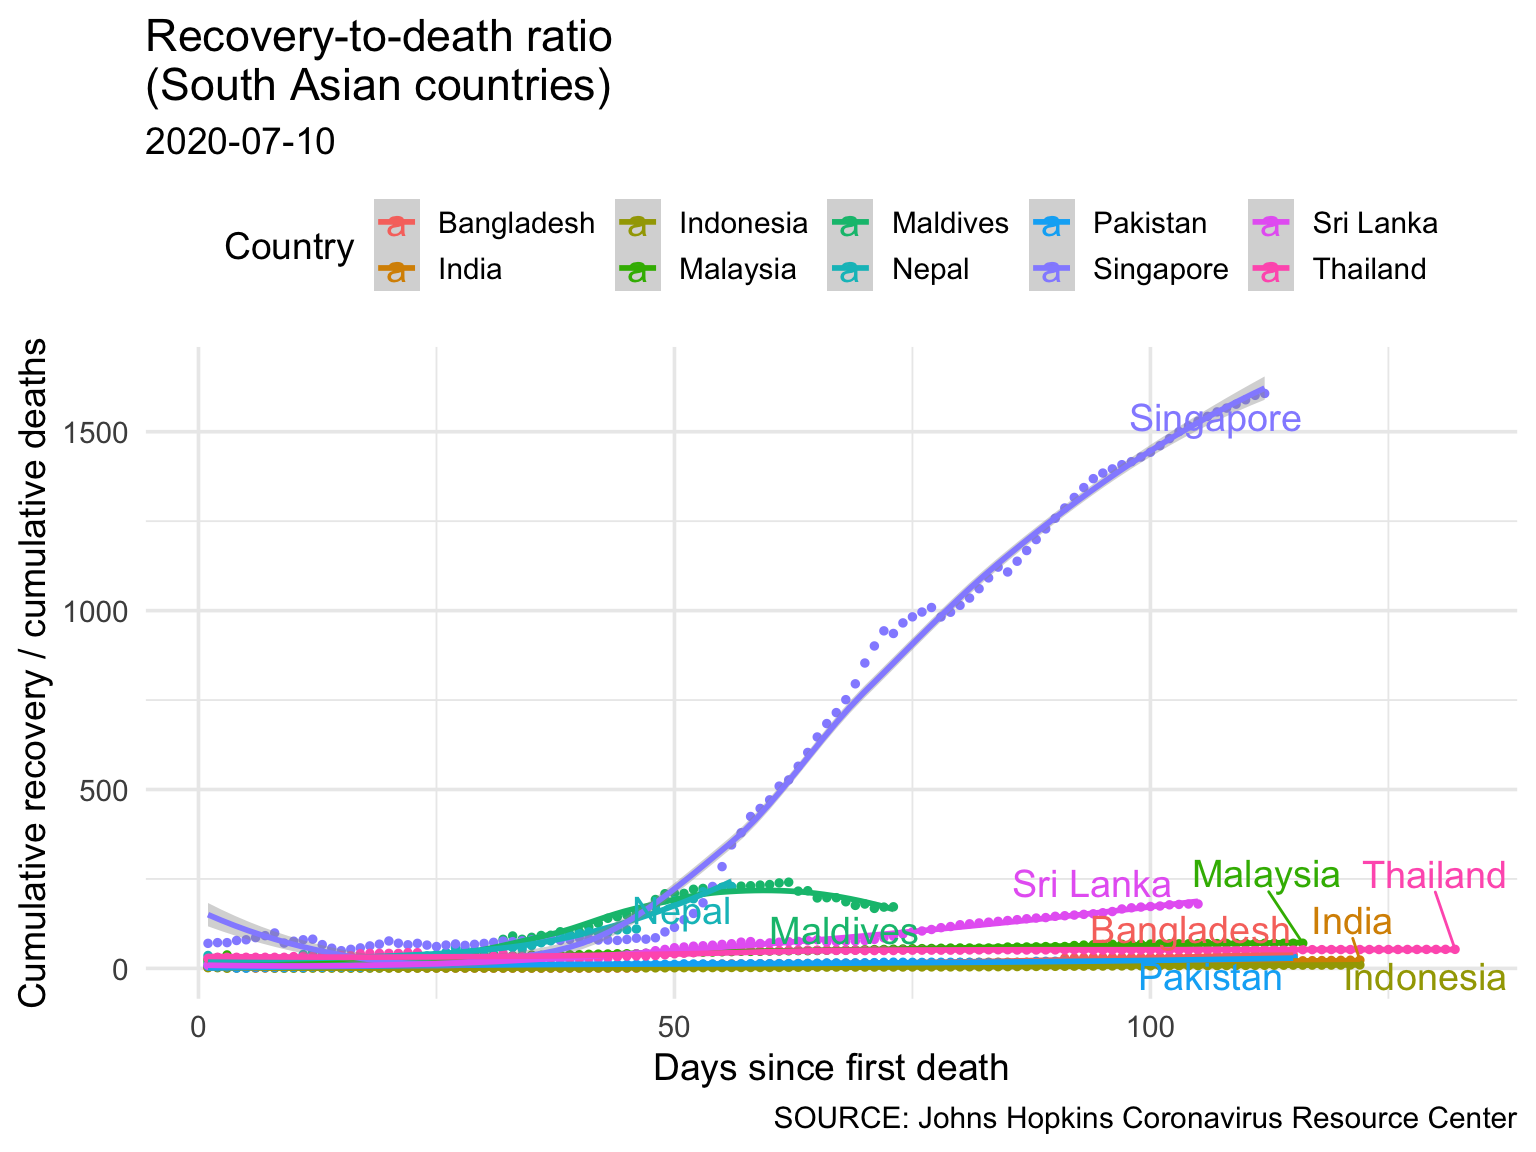 Recovery-to-death ratio
(South Asian countries)
2020-07-10
Country
a Bangladesh a Indonesia a Maldives a Pakistan a Sri Lanka
a India a Malaysia a Nepal a Singapore a Thailand
Cumulative recovery / cumulative deaths
1500
1000
500
0
Singapore
Nepal
Maldives
Sri Lanka
Malaysia
Thailand
Bangladesh
India
Pakistan
Indonesia
0 50 100
Days since first death
SOURCE: Johns Hopkins Coronavirus Resource Center